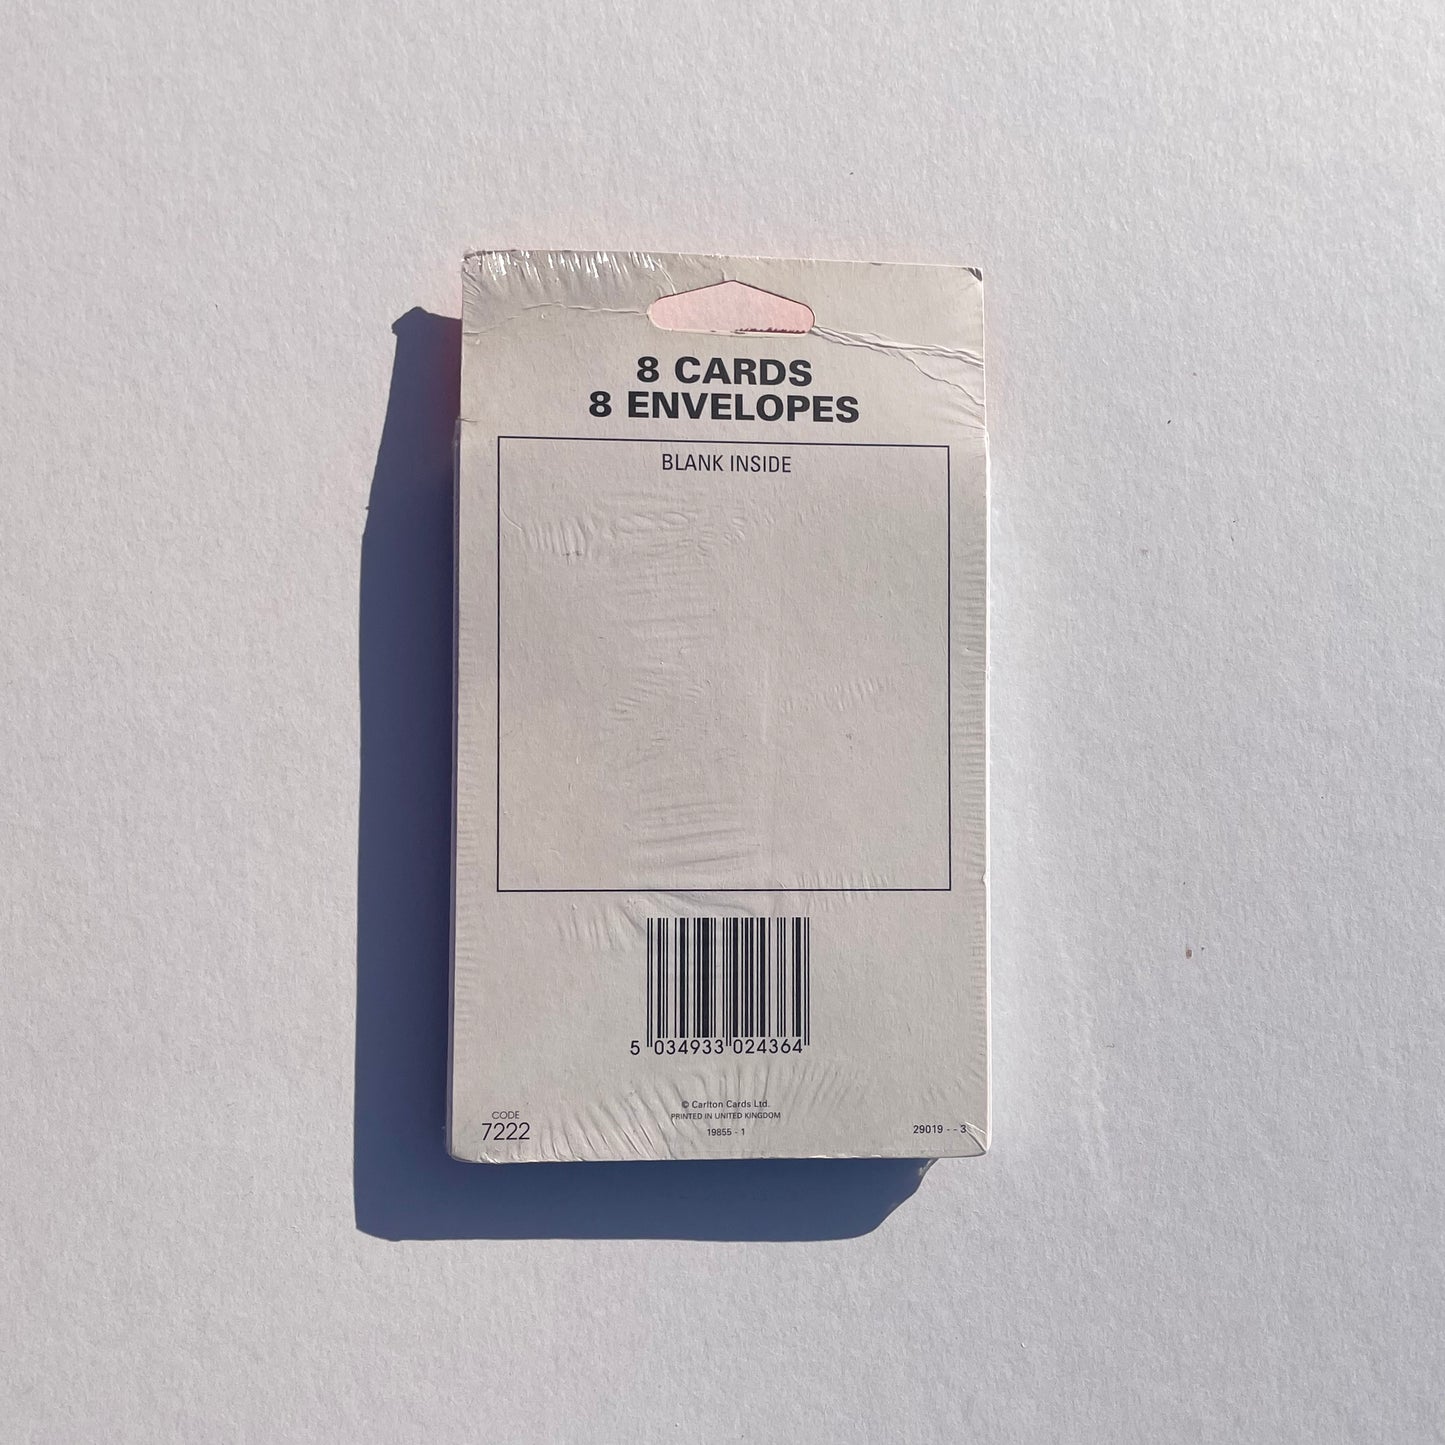 8 CARDS
8 ENVELOPES
BLANK INSIDE
5 034933 024364
© Carlton Cards Ltd.
PRINTED IN UNITED KINGDOM
CODE
7222
19855 - 1
29019 - - 3